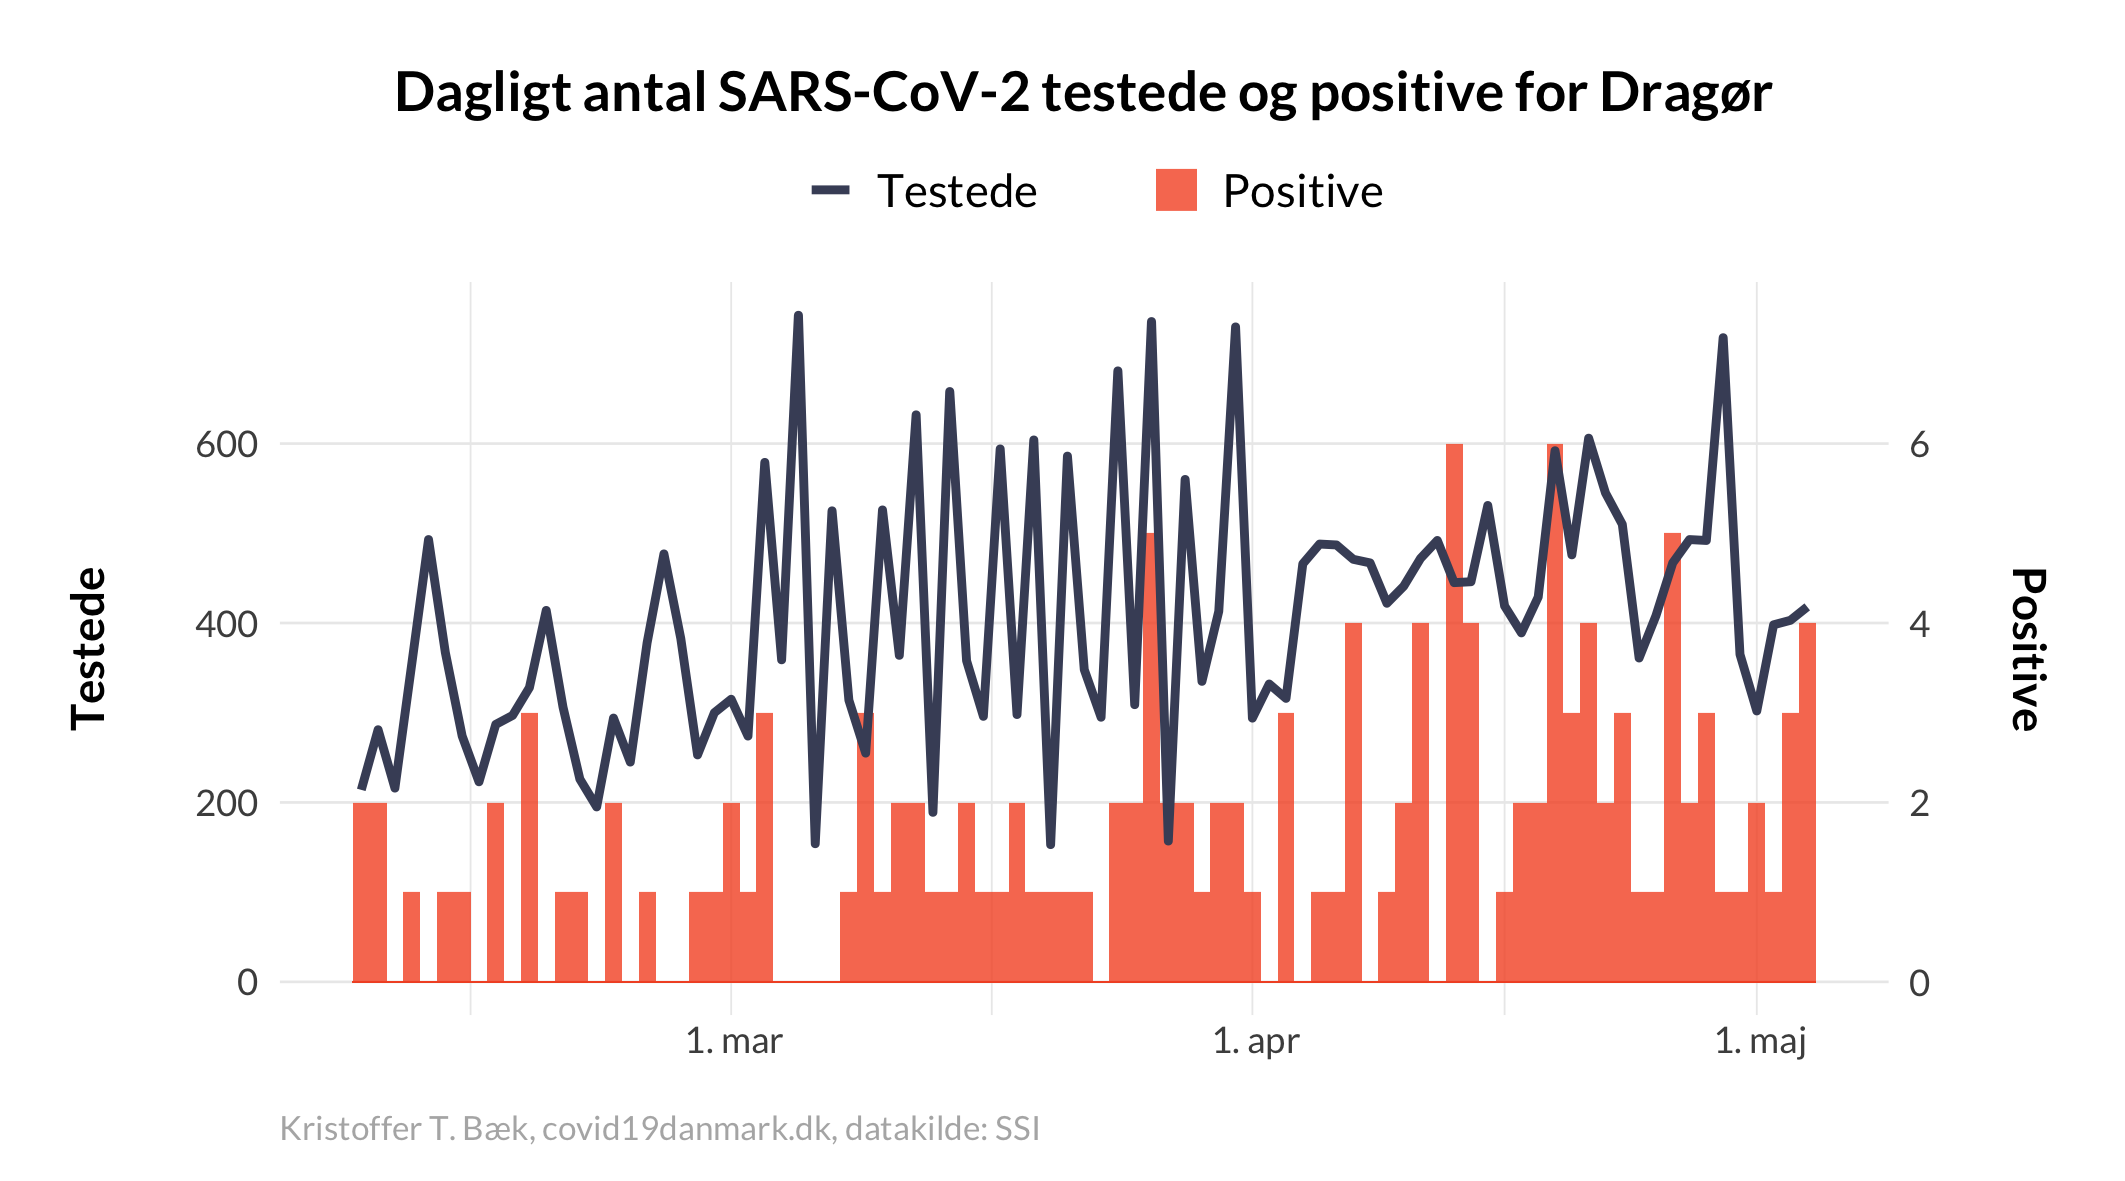 Dagligt antal SARS-CoV-2 testede og positive for Dragør
Testede
Positive
Testede
600
400
200
0
6
4
2
0
Positive
1. mar
1. apr
1. maj
Kristoffer T. Bæk, covid19danmark.dk, datakilde: SSI